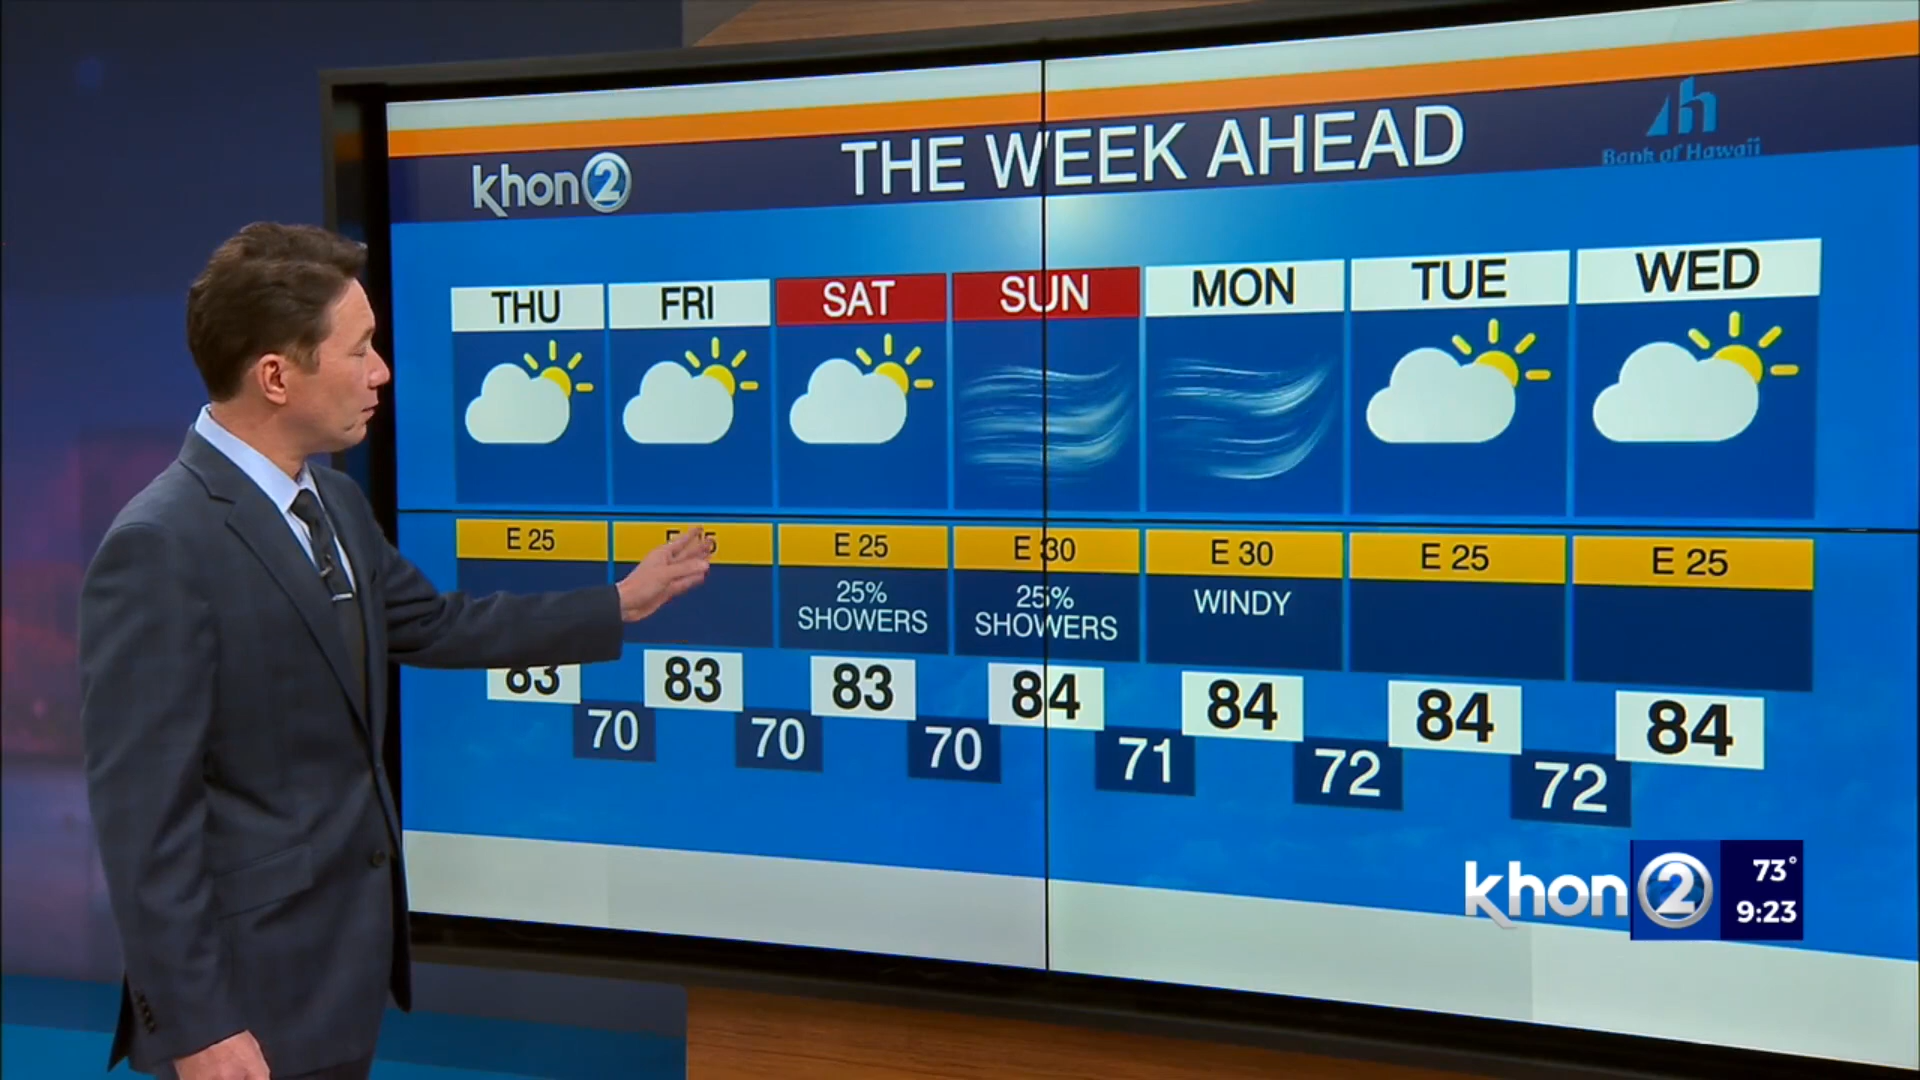 THE WEEK AHEAD
khon2
Bank of Hawaii
THU
FRI
SAT
SUN
MON
TUE
WED
E 25
E 25
E 30
E 30
E 25
E 25
25%
SHOWERS
25%
SHOWERS
WINDY
83
83
83
84
84
84
84
70
70
70
71
72
72
khon2
73°
9:23